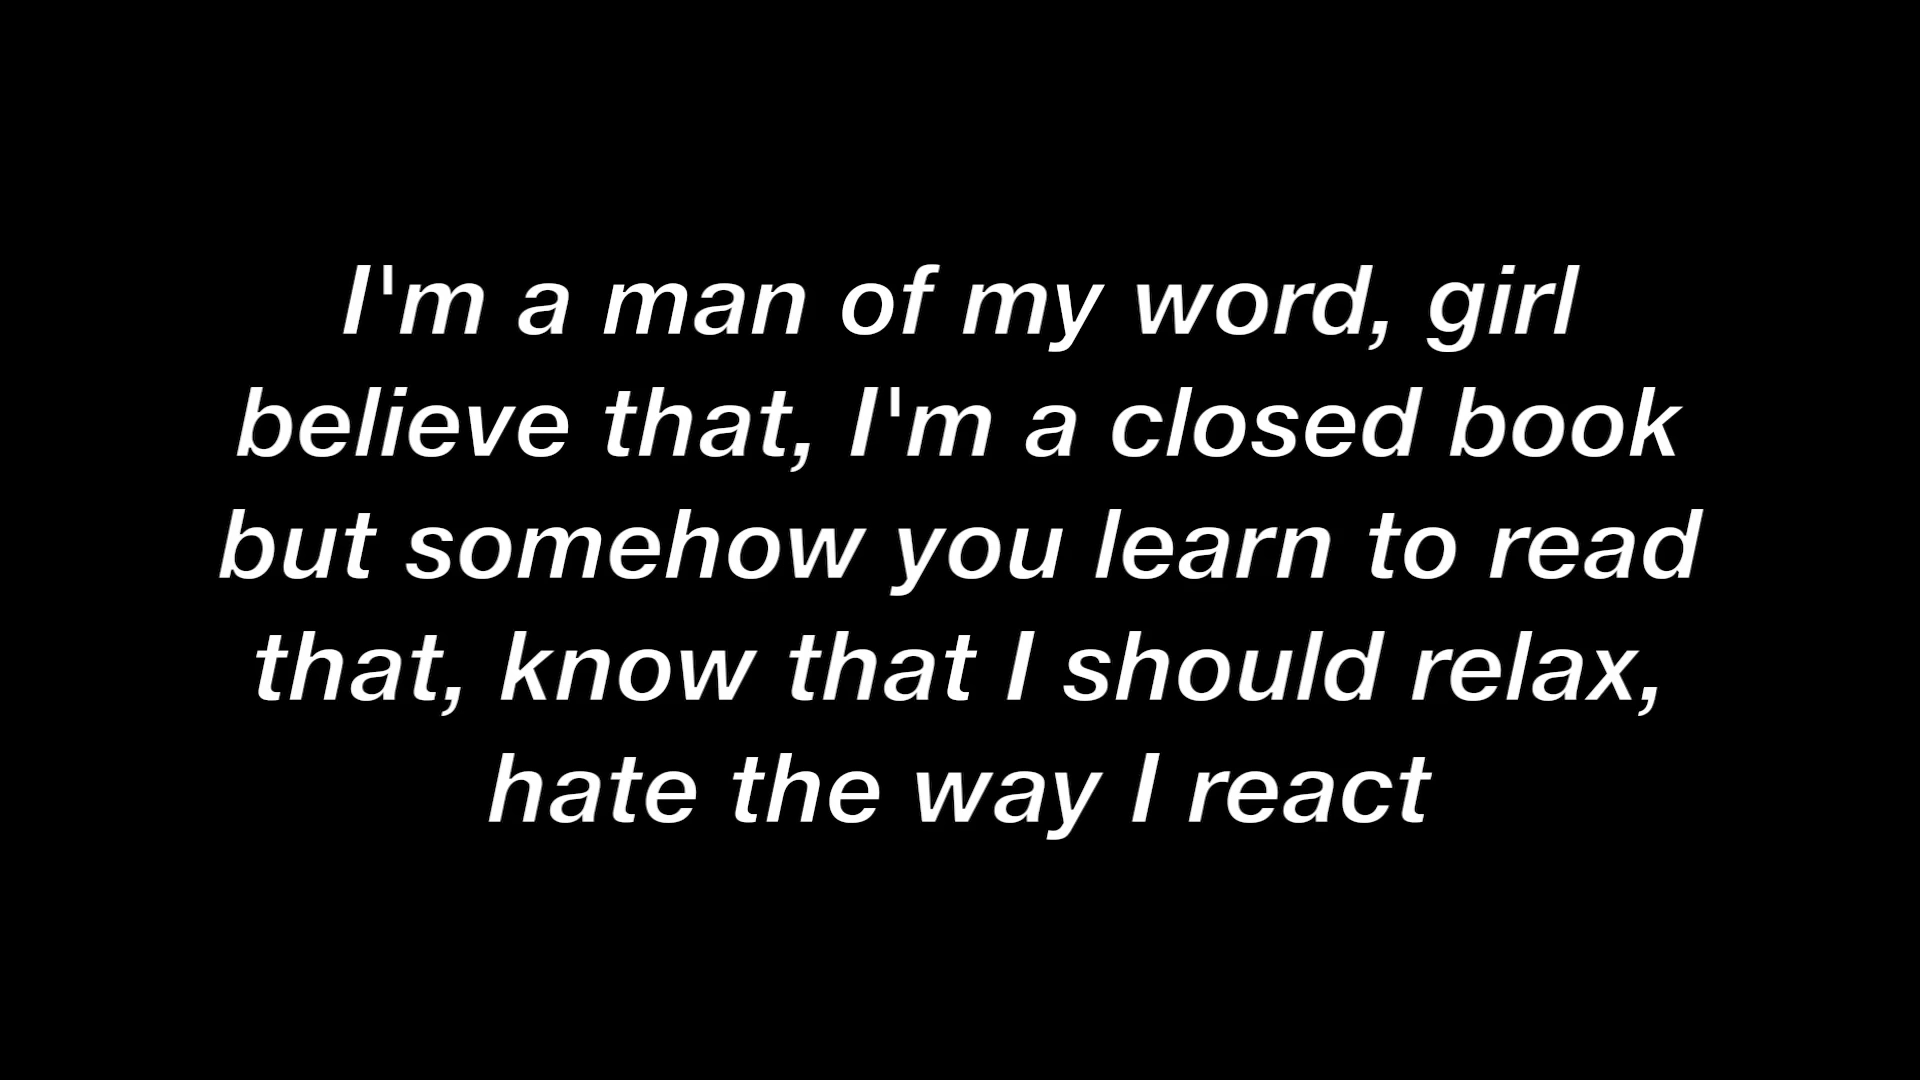 I'm a man of my word, girl
believe that, I'm a closed book
but somehow you learn to read
that, know that I should relax,
hate the way I react